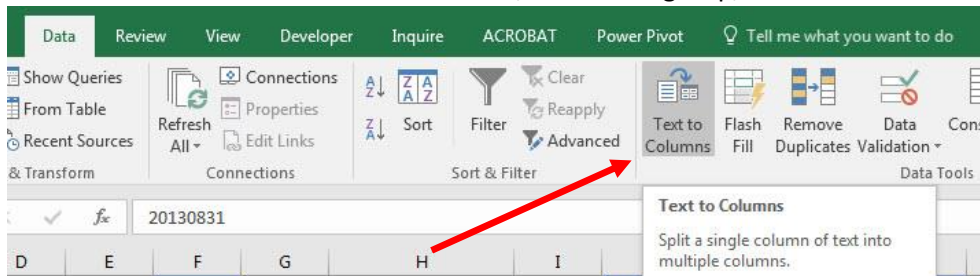 Data Review View Developer Inquire ACROBAT Power Pivot Tell me what you want to do
Show Queries
From Table
Recent Sources
& Transform
Refresh
All
Connections
Properties
Edit Links
Connections
A
Z
Z
A
Z A
A Z
Sort
Filter
Clear
Reapply
Advanced
Sort & Filter
Text to
Columns
Flash
Fill
Remove
Duplicates
Data
Validation
Cons
Data Tools
fx 20130831
D E F G H I
Text to Columns
Split a single column of text into
multiple columns.